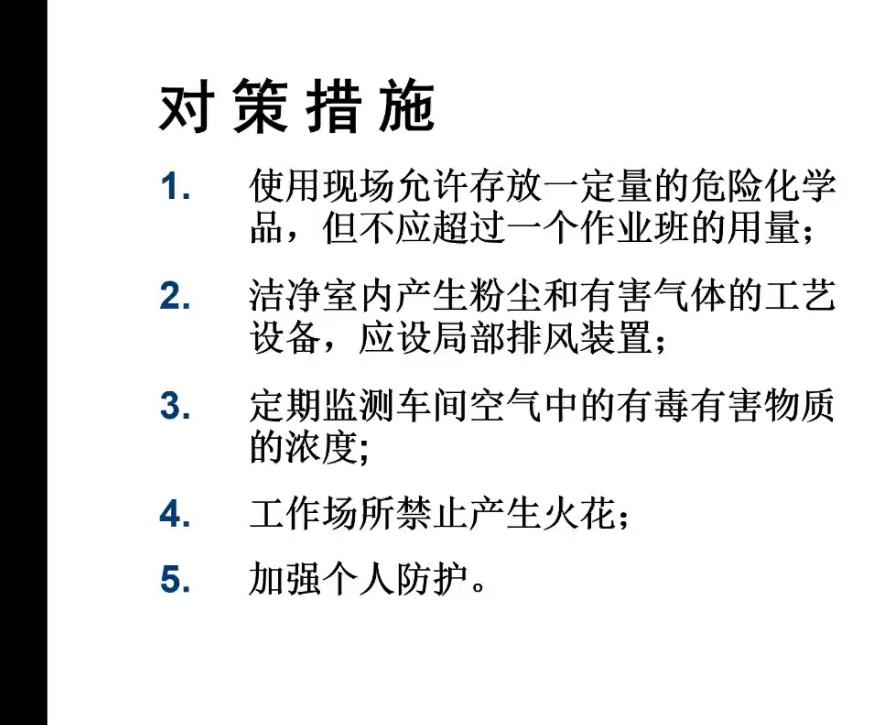 对策措施
1. 使用现场允许存放一定量的危险化学
品，但不应超过一个作业班的用量；
2. 洁净室内产生粉尘和有害气体的工艺
设备，应设局部排风装置；
3. 定期监测车间空气中的有毒有害物质
的浓度;
4. 工作场所禁止产生火花；
5. 加强个人防护。